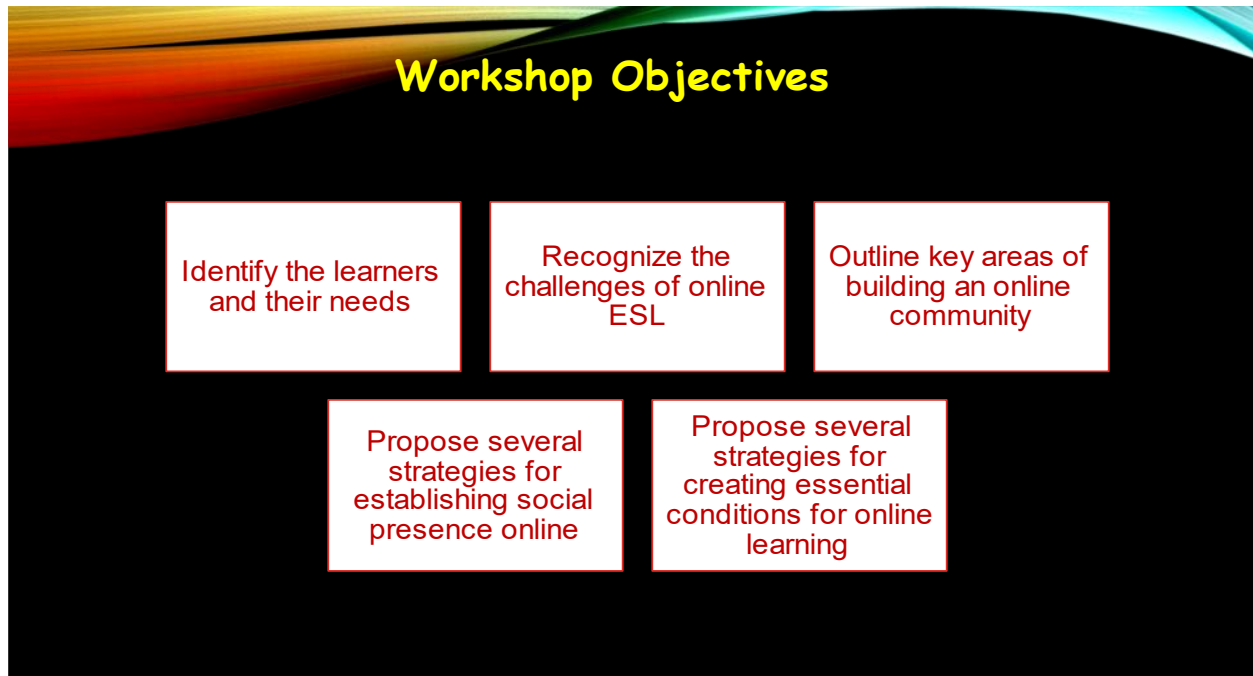 Workshop Objectives
Identify the learners
and their needs
Recognize the
challenges of online
ESL
Outline key areas of
building an online
community
Propose several
strategies for
establishing social
presence online
Propose several
strategies for
creating essential
conditions for online
learning